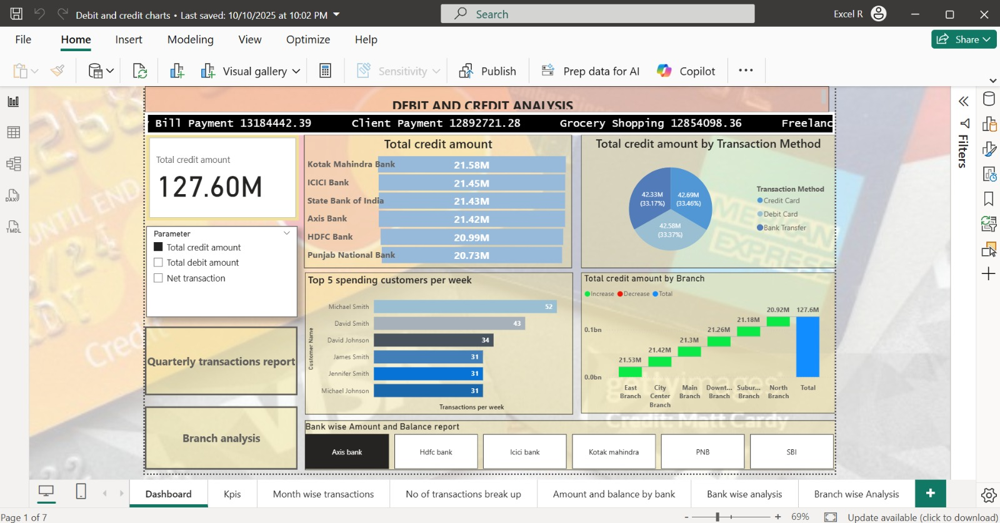 Debit and credit charts • Last saved: 10/10/2025 at 10:02 PM
Search
Excel R
File
Home
Insert
Modeling
View
Optimize
Help
Share
Visual gallery
Sensitivity
Publish
Prep data for AI
Copilot
DEBIT AND CREDIT ANALYSIS
Bill Payment 13184442.39 Client Payment 12892721.28 Grocery Shopping 12854098.36 Freelanc
Total credit amount
127.60M
Parameter
Total credit amount
Total debit amount
Net transaction
Quarterly transactions report
Branch analysis
Total credit amount
Kotak Mahindra Bank 21.58M
ICICI Bank 21.45M
State Bank of India 21.43M
Axis Bank 21.42M
HDFC Bank 20.99M
Punjab National Bank 20.73M
Total credit amount by Transaction Method
42.33M
(33.17%)
42.69M
(33.46%)
42.58M
(33.37%)
Transaction Method
Credit Card
Debit Card
Bank Transfer
Top 5 spending customers per week
Customer Name
Michael Smith 52
David Smith 43
David Johnson 34
James Smith 31
Jennifer Smith 31
Michael Johnson 31
Transactions per week
Total credit amount by Branch
Increase Decrease Total
0.1bn
0.0bn
21.53M
21.42M
21.3M
21.26M
21.18M
20.92M
127.6M
East Branch
City Center Branch
Main Branch
Downt... Branch
Subur... Branch
North Branch
Total
Bank wise Amount and Balance report
Axis bank
Hdfc bank
Icici bank
Kotak mahindra
PNB
SBI
Filters
DAX
TMDL
UNTIL END
Credit
VISA
AMERICAN
EXPRESS
gettyimages
Credit: Matt Cardy
Dashboard
Kpis
Month wise transactions
No of transactions break up
Amount and balance by bank
Bank wise analysis
Branch wise Analysis
Page 1 of 7
69%
Update available (click to download)